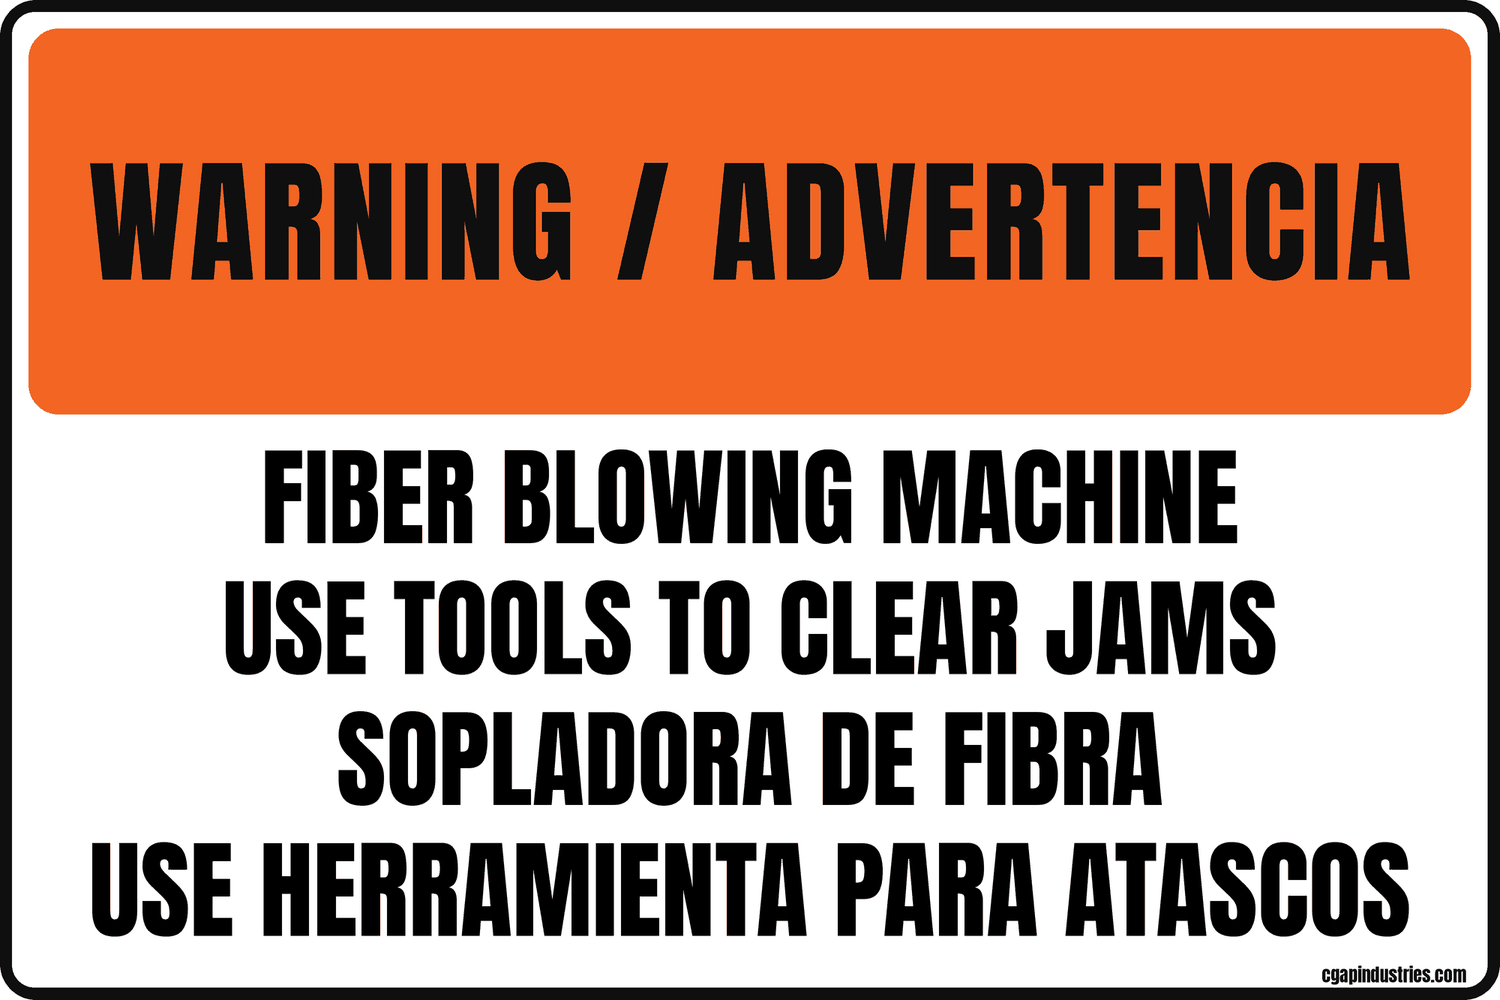 WARNING / ADVERTENCIA
FIBER BLOWING MACHINE
USE TOOLS TO CLEAR JAMS
SOPLADORA DE FIBRA
USE HERRAMIENTA PARA ATASCOS
cgapindustries.com